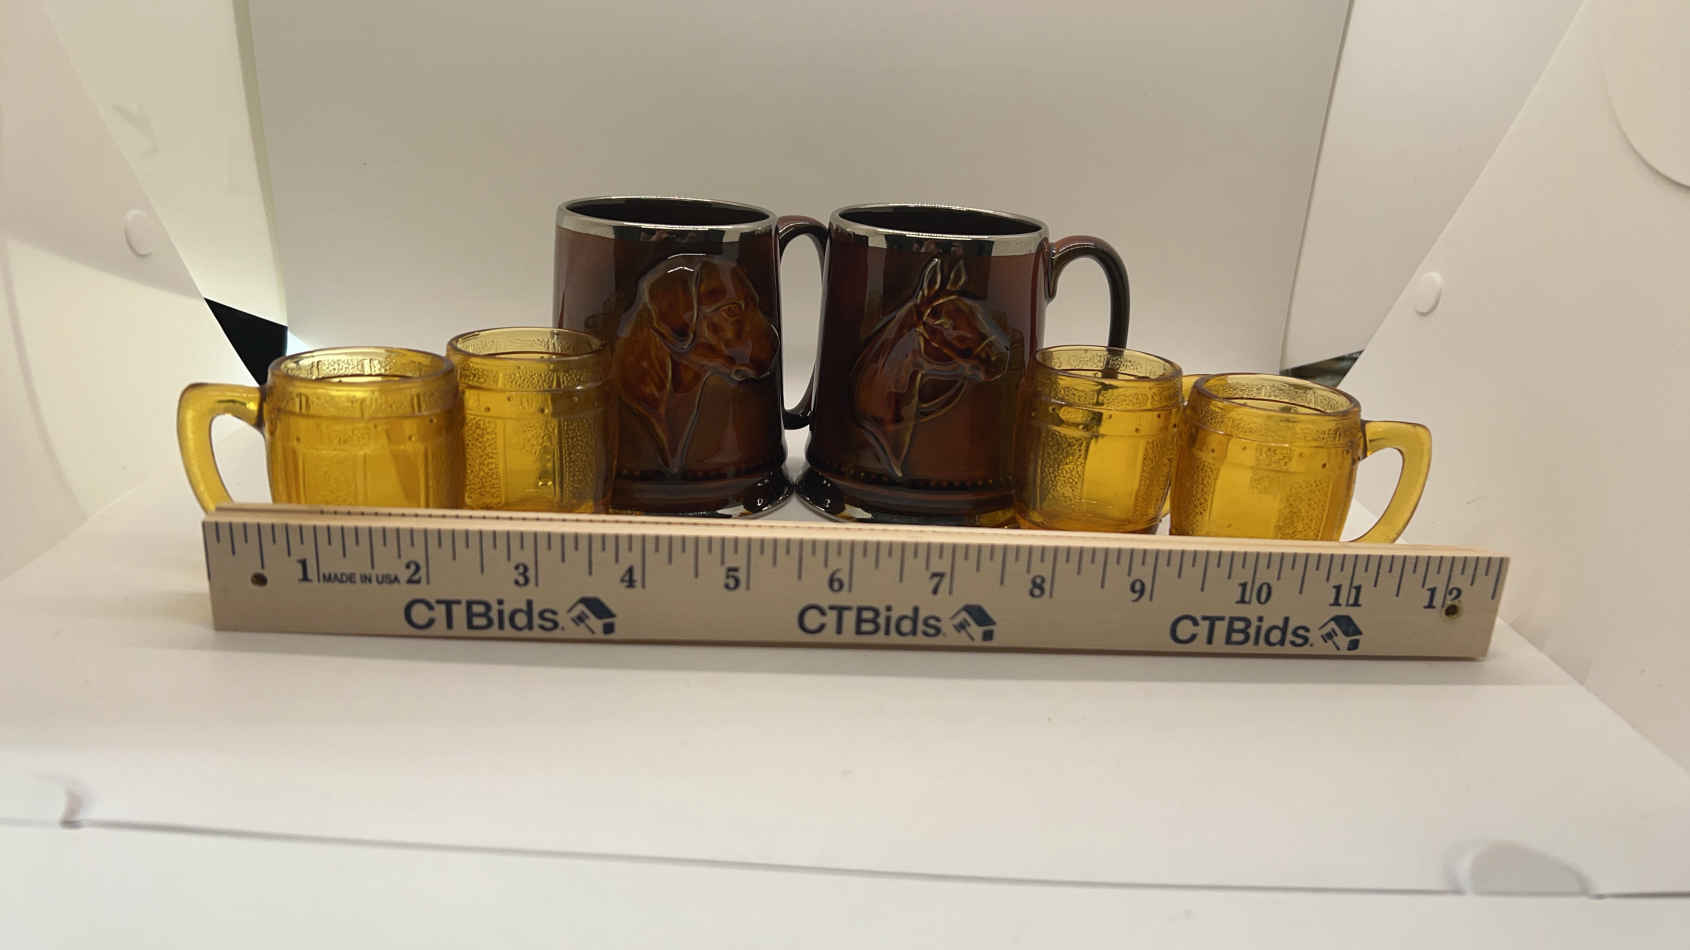 1 MADE IN USA 2 3 4 5 6 7 8 9 10 11 12
CTBids. CTBids. CTBids.